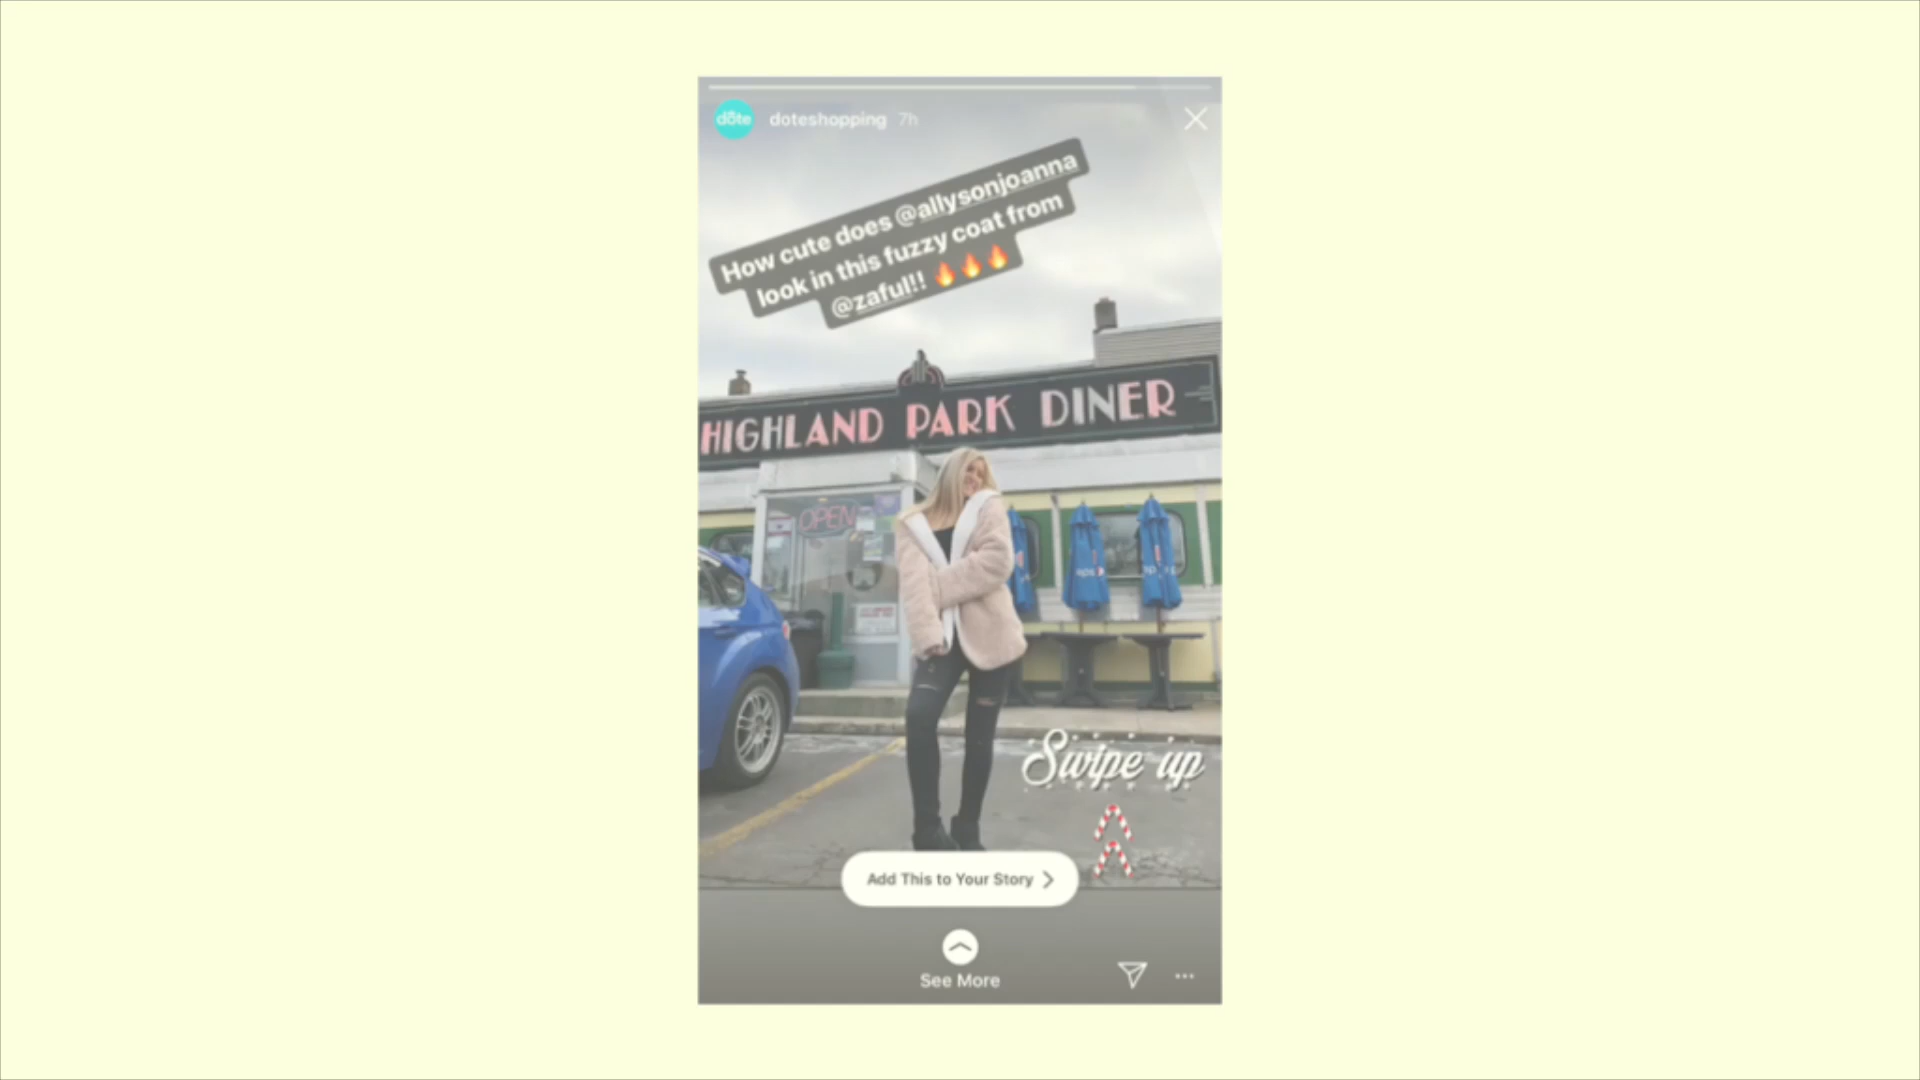 dote
doteshopping 7h
How cute does @allysonjoanna
look in this fuzzy coat from
@zaful!! 🔥🔥🔥
HIGHLAND PARK DINER
OPEN
Swipe up
Add This to Your Story
See More